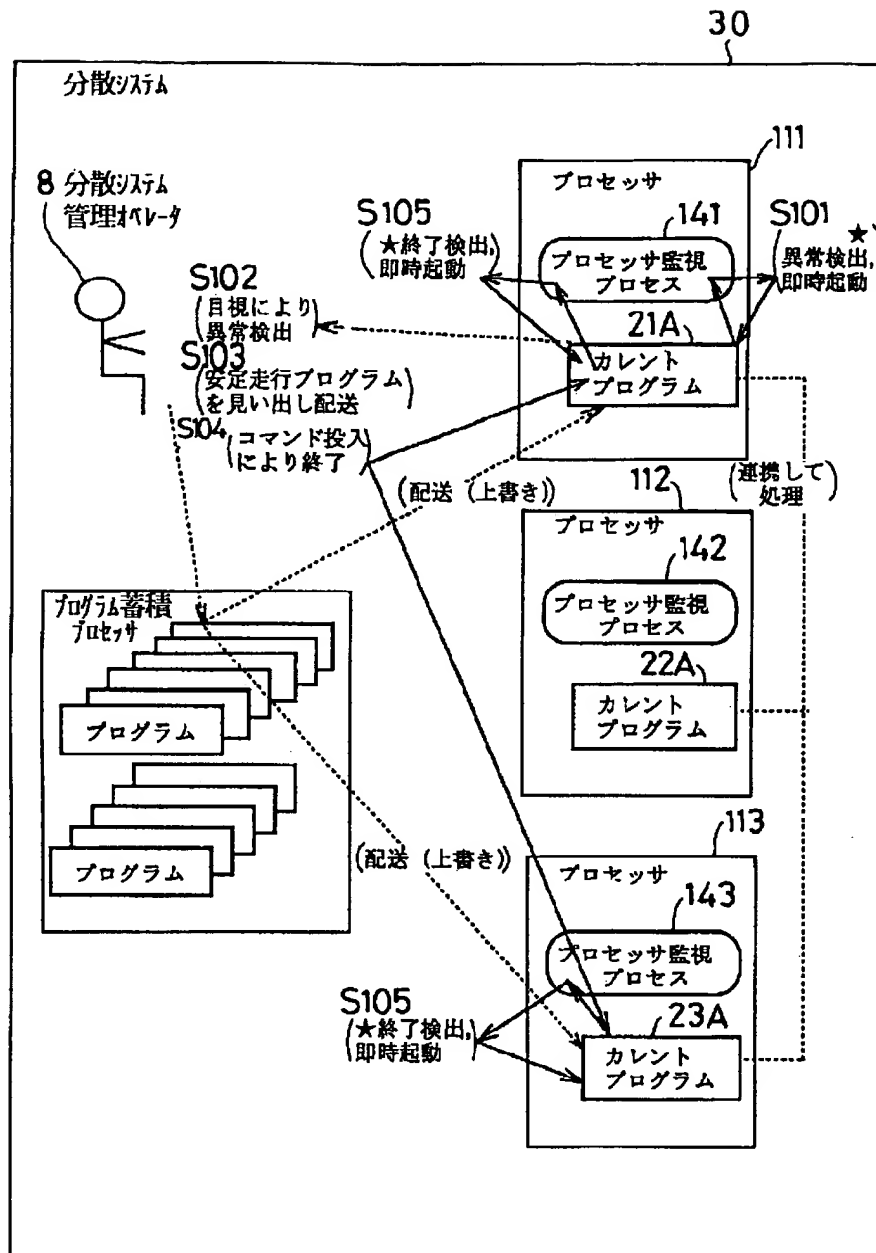 30
分散システム
111
8 分散システム
管理オペレータ
プロセッサ
S105
(★終了検出,
即時起動
141
プロセッサ監視
プロセス
S101
★
異常検出,
即時起動
S102
(目視により
異常検出
21A
カレント
プログラム
S103
(安定走行プログラム)
を見い出し配送
S104
(コマンド投入)
により終了
(配送(上書き))
(連携して)
処理
112
プロセッサ
142
プロセッサ監視
プロセス
22A
カレント
プログラム
プログラム蓄積
プロセッサ
プログラム
プログラム
(配送(上書き))
113
プロセッサ
143
プロセッサ監視
プロセス
S105
(★終了検出,
即時起動
23A
カレント
プログラム